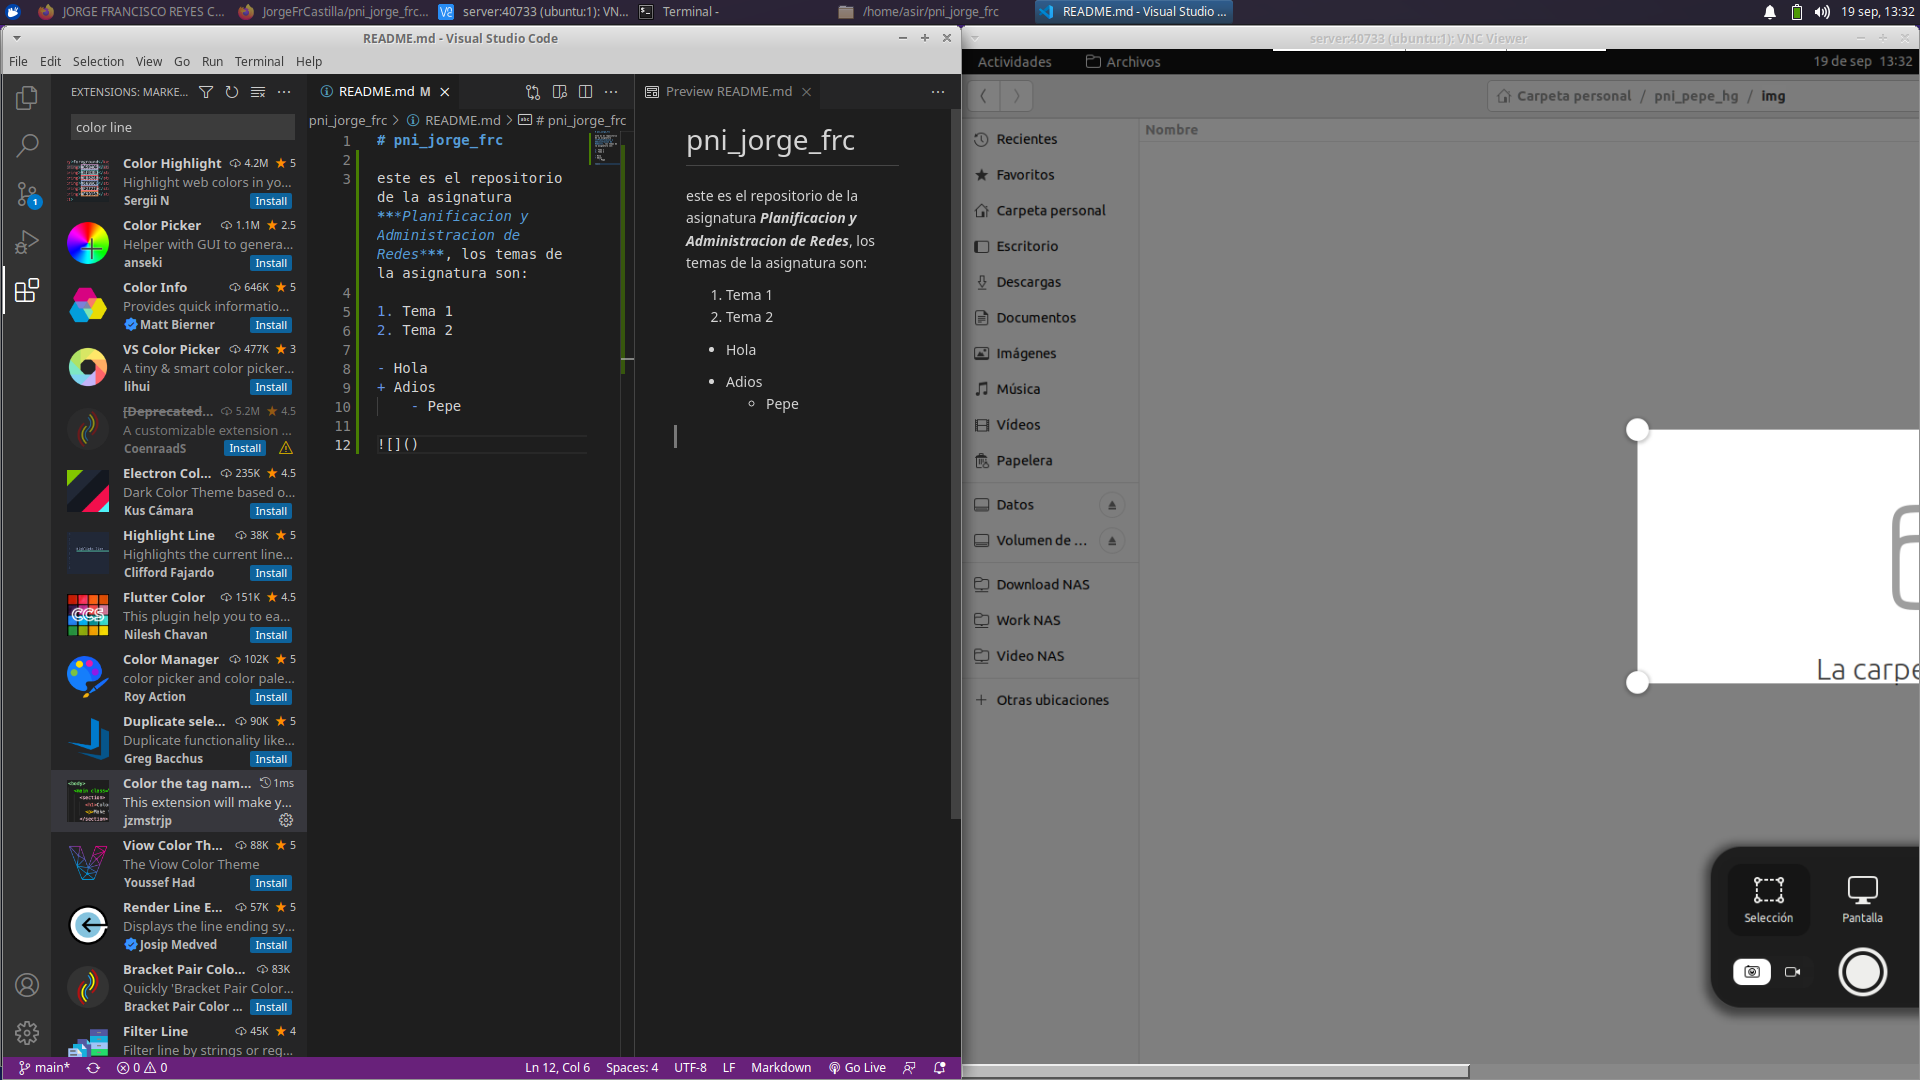 JORGE FRANCISCO REYES C...
JorgeFrCastilla/pni_jorge_frc...
server:40733 (ubuntu:1): VN...
Terminal -
/home/asir/pni_jorge_frc
README.md - Visual Studio ...
19 sep, 13:32
README.md - Visual Studio Code
File Edit Selection View Go Run Terminal Help
EXTENSIONS: MARKE...
color line
Color Highlight 4.2M 5
Highlight web colors in yo...
Sergii N Install
Color Picker 1.1M 2.5
Helper with GUI to genera...
anseki Install
Color Info 646K 5
Provides quick informatio...
Matt Bierner Install
VS Color Picker 477K 3
A tiny & smart color picker...
lihui Install
[Deprecated... 5.2M 4.5
A customizable extension ...
CoenraadS Install
Electron Col... 235K 4.5
Dark Color Theme based o...
Kus Cámara Install
Highlight Line 38K 5
Highlights the current line...
Clifford Fajardo Install
Flutter Color 151K 4.5
This plugin help you to ea...
Nilesh Chavan Install
Color Manager 102K 5
color picker and color pale...
Roy Action Install
Duplicate sele... 90K 5
Duplicate functionality like...
Greg Bacchus Install
Color the tag nam... 1ms
This extension will make y...
jzmstrjp
Viow Color Th... 88K 5
The Viow Color Theme
Youssef Had Install
Render Line E... 57K 5
Displays the line ending sy...
Josip Medved Install
Bracket Pair Colo... 83K
Quickly 'Bracket Pair Color...
Bracket Pair Color ... Install
Filter Line 45K 4
Filter line by strings or reg...
README.md M
pni_jorge_frc > README.md > # pni_jorge_frc
1 # pni_jorge_frc
2
3 este es el repositorio
de la asignatura
***Planificacion y
Administracion de
Redes***, los temas de
la asignatura son:
4
5 1. Tema 1
6 2. Tema 2
7
8 - Hola
9 + Adios
10 - Pepe
11
12 ![]()
Preview README.md
pni_jorge_frc
este es el repositorio de la
asignatura Planificacion y
Administracion de Redes, los
temas de la asignatura son:
1. Tema 1
2. Tema 2
• Hola
• Adios
◦ Pepe
main* 0 0
Ln 12, Col 6 Spaces: 4 UTF-8 LF Markdown Go Live
server:40733 (ubuntu:1): VNC Viewer
Actividades Archivos 19 de sep 13:32
Carpeta personal / pni_pepe_hg / img
Nombre
Recientes
Favoritos
Carpeta personal
Escritorio
Descargas
Documentos
Imágenes
Música
Vídeos
Papelera
Datos
Volumen de ...
Download NAS
Work NAS
Video NAS
+ Otras ubicaciones
La carpe
Selección Pantalla